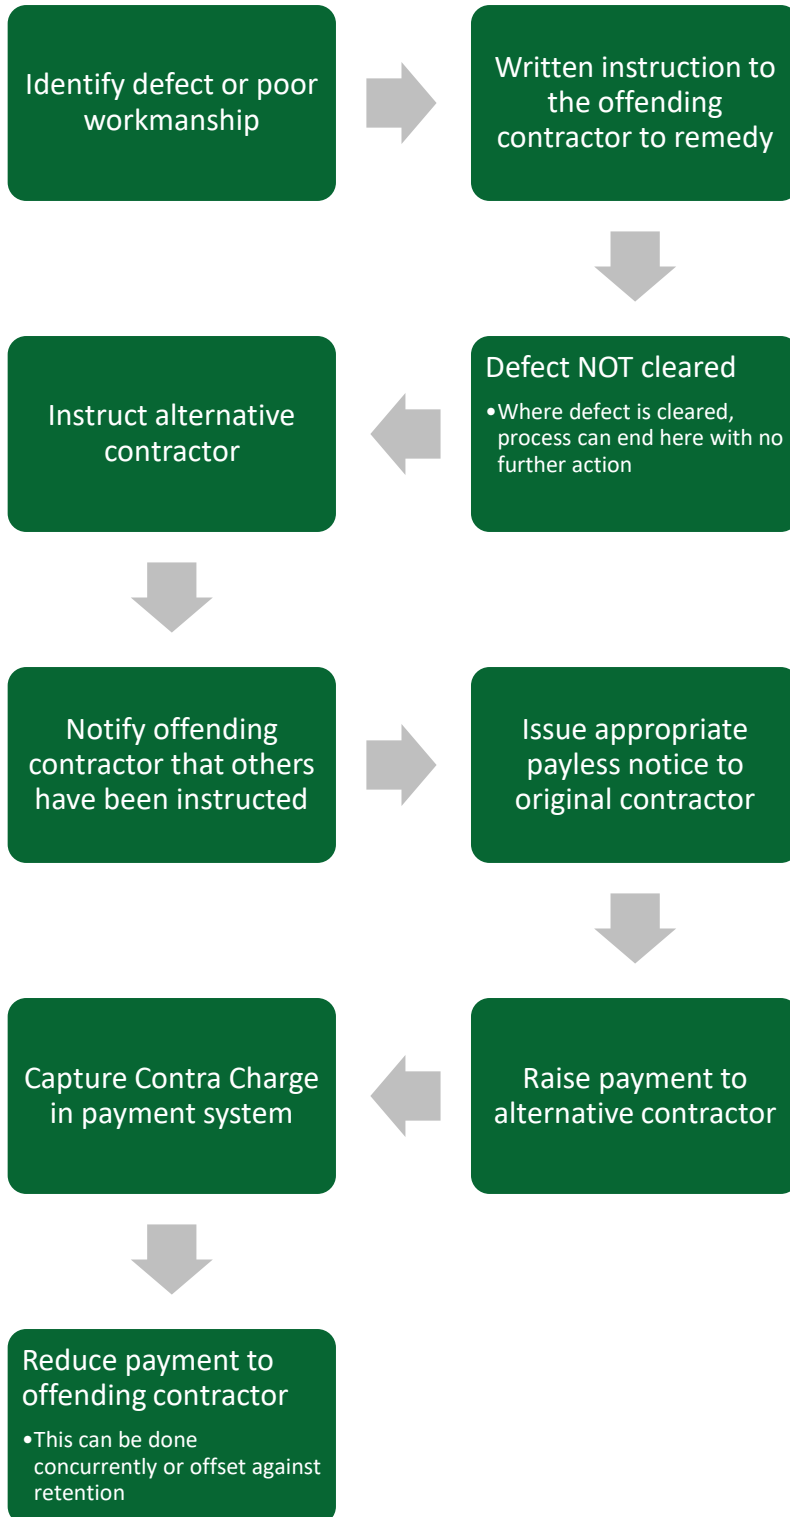 Identify defect or poor
workmanship
Written instruction to
the offending
contractor to remedy
Defect NOT cleared
•Where defect is cleared,
process can end here with no
further action
Instruct alternative
contractor
Notify offending
contractor that others
have been instructed
Issue appropriate
payless notice to
original contractor
Raise payment to
alternative contractor
Capture Contra Charge
in payment system
Reduce payment to
offending contractor
•This can be done
concurrently or offset against
retention